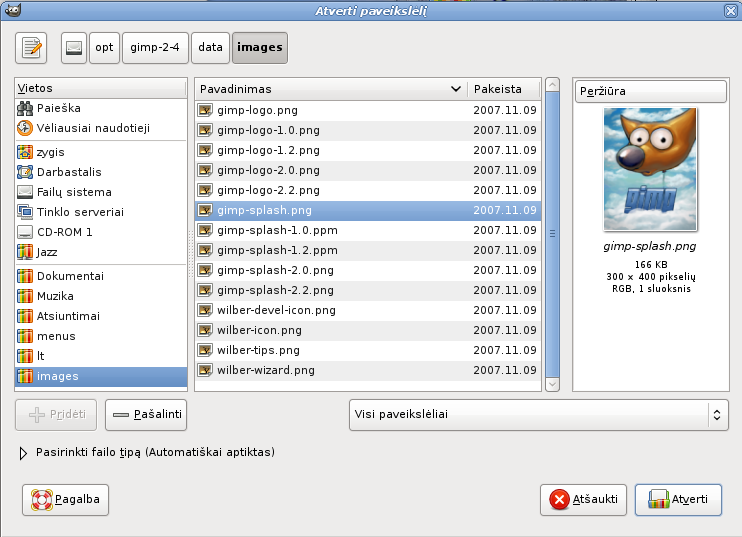 Atverti paveikslėlį
opt
gimp-2-4
data
images
Vietos
Paieška
Vėliausiai naudotieji
zygis
Darbastalis
Failų sistema
Tinklo serveriai
CD-ROM 1
Jazz
Dokumentai
Muzika
Atsiuntimai
menus
lt
images
Pavadinimas Pakeista
gimp-logo.png 2007.11.09
gimp-logo-1.0.png 2007.11.09
gimp-logo-1.2.png 2007.11.09
gimp-logo-2.0.png 2007.11.09
gimp-logo-2.2.png 2007.11.09
gimp-splash.png 2007.11.09
gimp-splash-1.0.ppm 2007.11.09
gimp-splash-1.2.ppm 2007.11.09
gimp-splash-2.0.png 2007.11.09
gimp-splash-2.2.png 2007.11.09
wilber-devel-icon.png 2007.11.09
wilber-icon.png 2007.11.09
wilber-tips.png 2007.11.09
wilber-wizard.png 2007.11.09
Peržiūra
gimp
gimp-splash.png
166 KB
300 × 400 pikselių
RGB, 1 sluoksnis
Pridėti
Pašalinti
Visi paveikslėliai
Pasirinkti failo tipą (Automatiškai aptiktas)
Pagalba
Atšaukti
Atverti